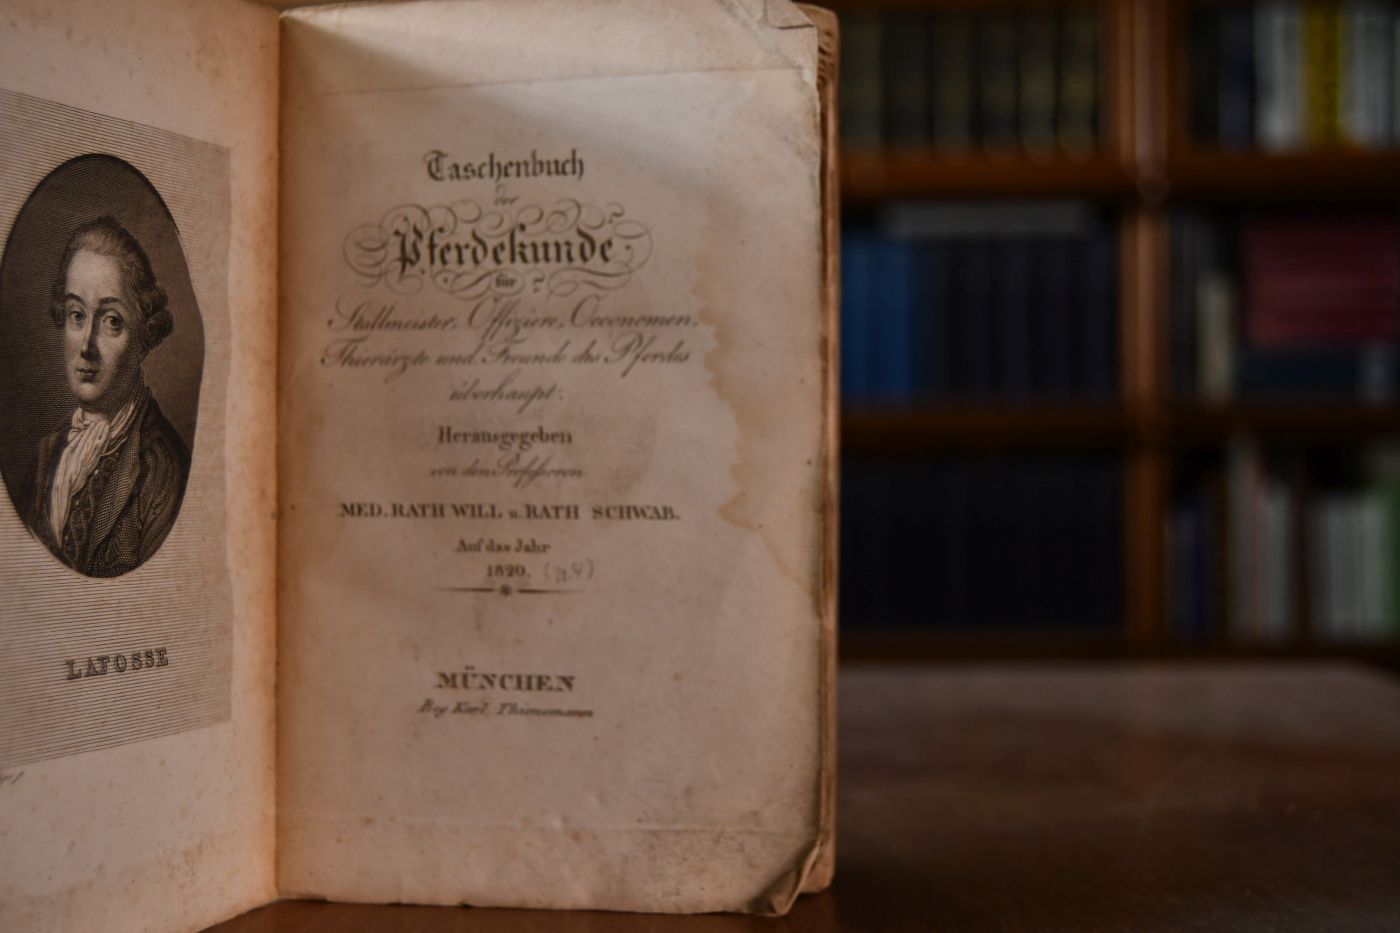 LAFOSSE
Taschenbuch
der
Pferdekunde
für
Stallmeister, Offiziere, Oeconomen,
Thierärzte und Freunde des Pferdes
überhaupt:
Herausgegeben
von den Professoren
MED. RATH WILL u. RATH SCHWAB.
Auf das Jahr
1820.
MÜNCHEN
Bey Karl Thienemann